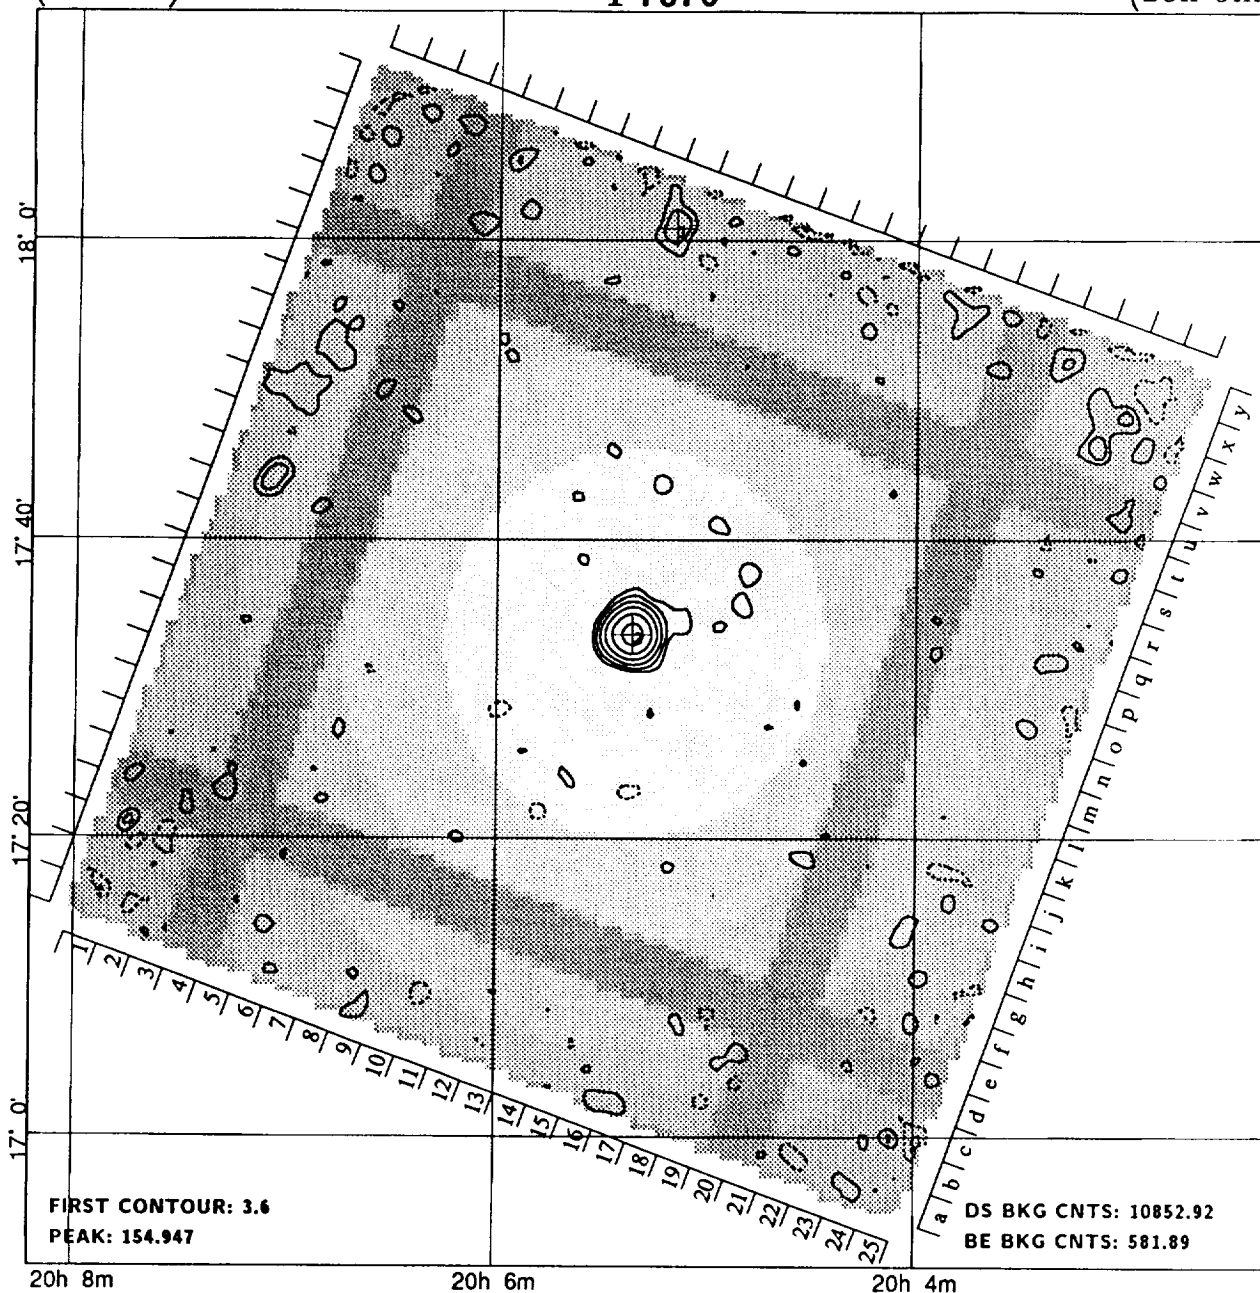 18° 0'
17° 40'
17° 20'
17° 0'
1 2 3 4 5 6 7 8 9 10 11 12 13 14 15 16 17 18 19 20 21 22 23 24 25
a b c d e f g h i j k l m n o p q r s t u v w x y
FIRST CONTOUR: 3.6
PEAK: 154.947
DS BKG CNTS: 10852.92
BE BKG CNTS: 581.89
20h 8m
20h 6m
20h 4m